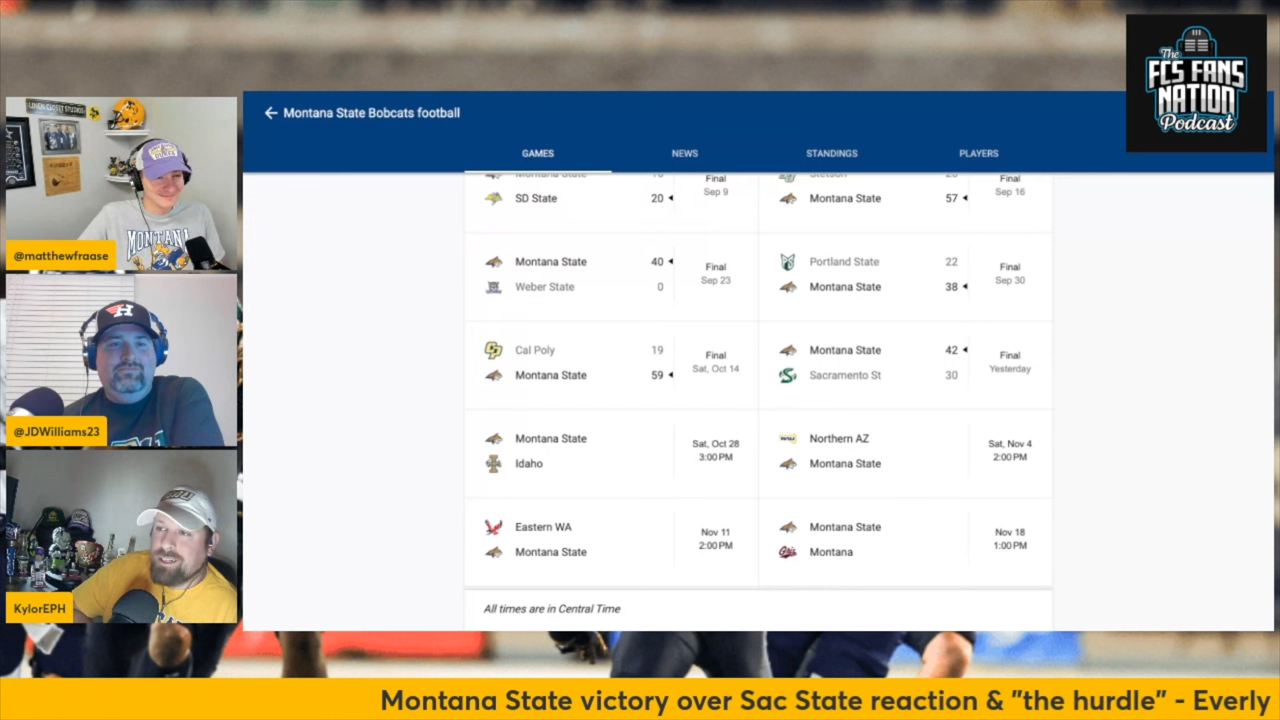 The
FCS FANS
NATION
Podcast
← Montana State Bobcats football
GAMES NEWS STANDINGS PLAYERS
Montana State
SD State 20
Final
Sep 9
Stetson 20
Montana State 57
Final
Sep 16
Montana State 40
Weber State 0
Final
Sep 23
Portland State 22
Montana State 38
Final
Sep 30
Cal Poly 19
Montana State 59
Final
Sat, Oct 14
Montana State 42
Sacramento St 30
Final
Yesterday
Montana State
Idaho
Sat, Oct 28
3:00 PM
Northern AZ
Montana State
Sat, Nov 4
2:00 PM
Eastern WA
Montana State
Nov 11
2:00 PM
Montana State
Montana
Nov 18
1:00 PM
All times are in Central Time
MONTANA
@matthewfraase
@JDWilliams23
KylorEPH
Montana State victory over Sac State reaction & "the hurdle" - Everly